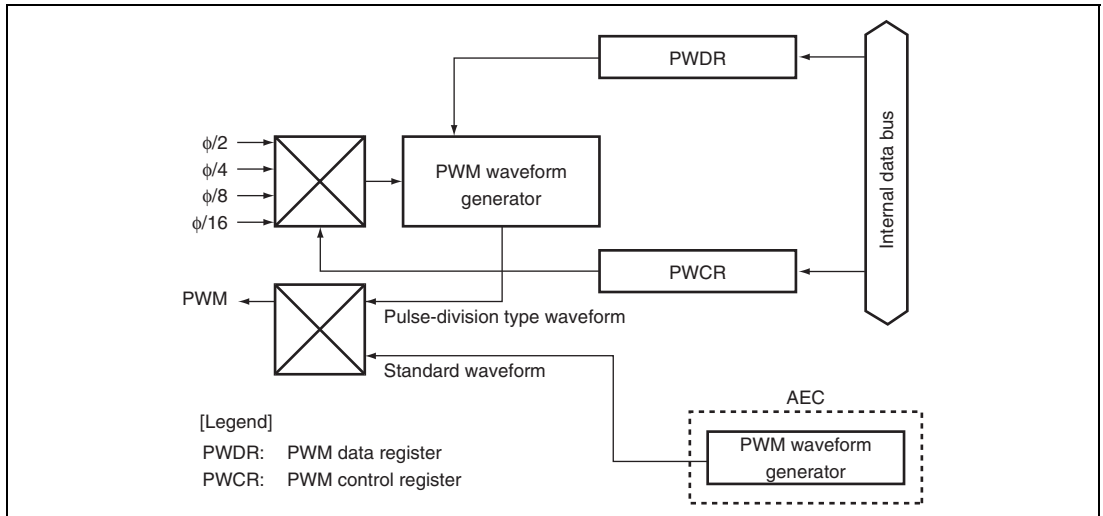 PWDR
Internal data bus
ϕ/2
ϕ/4
ϕ/8
ϕ/16
PWM waveform
generator
PWCR
PWM
Pulse-division type waveform
Standard waveform
AEC
PWM waveform
generator
[Legend]
PWDR: PWM data register
PWCR: PWM control register